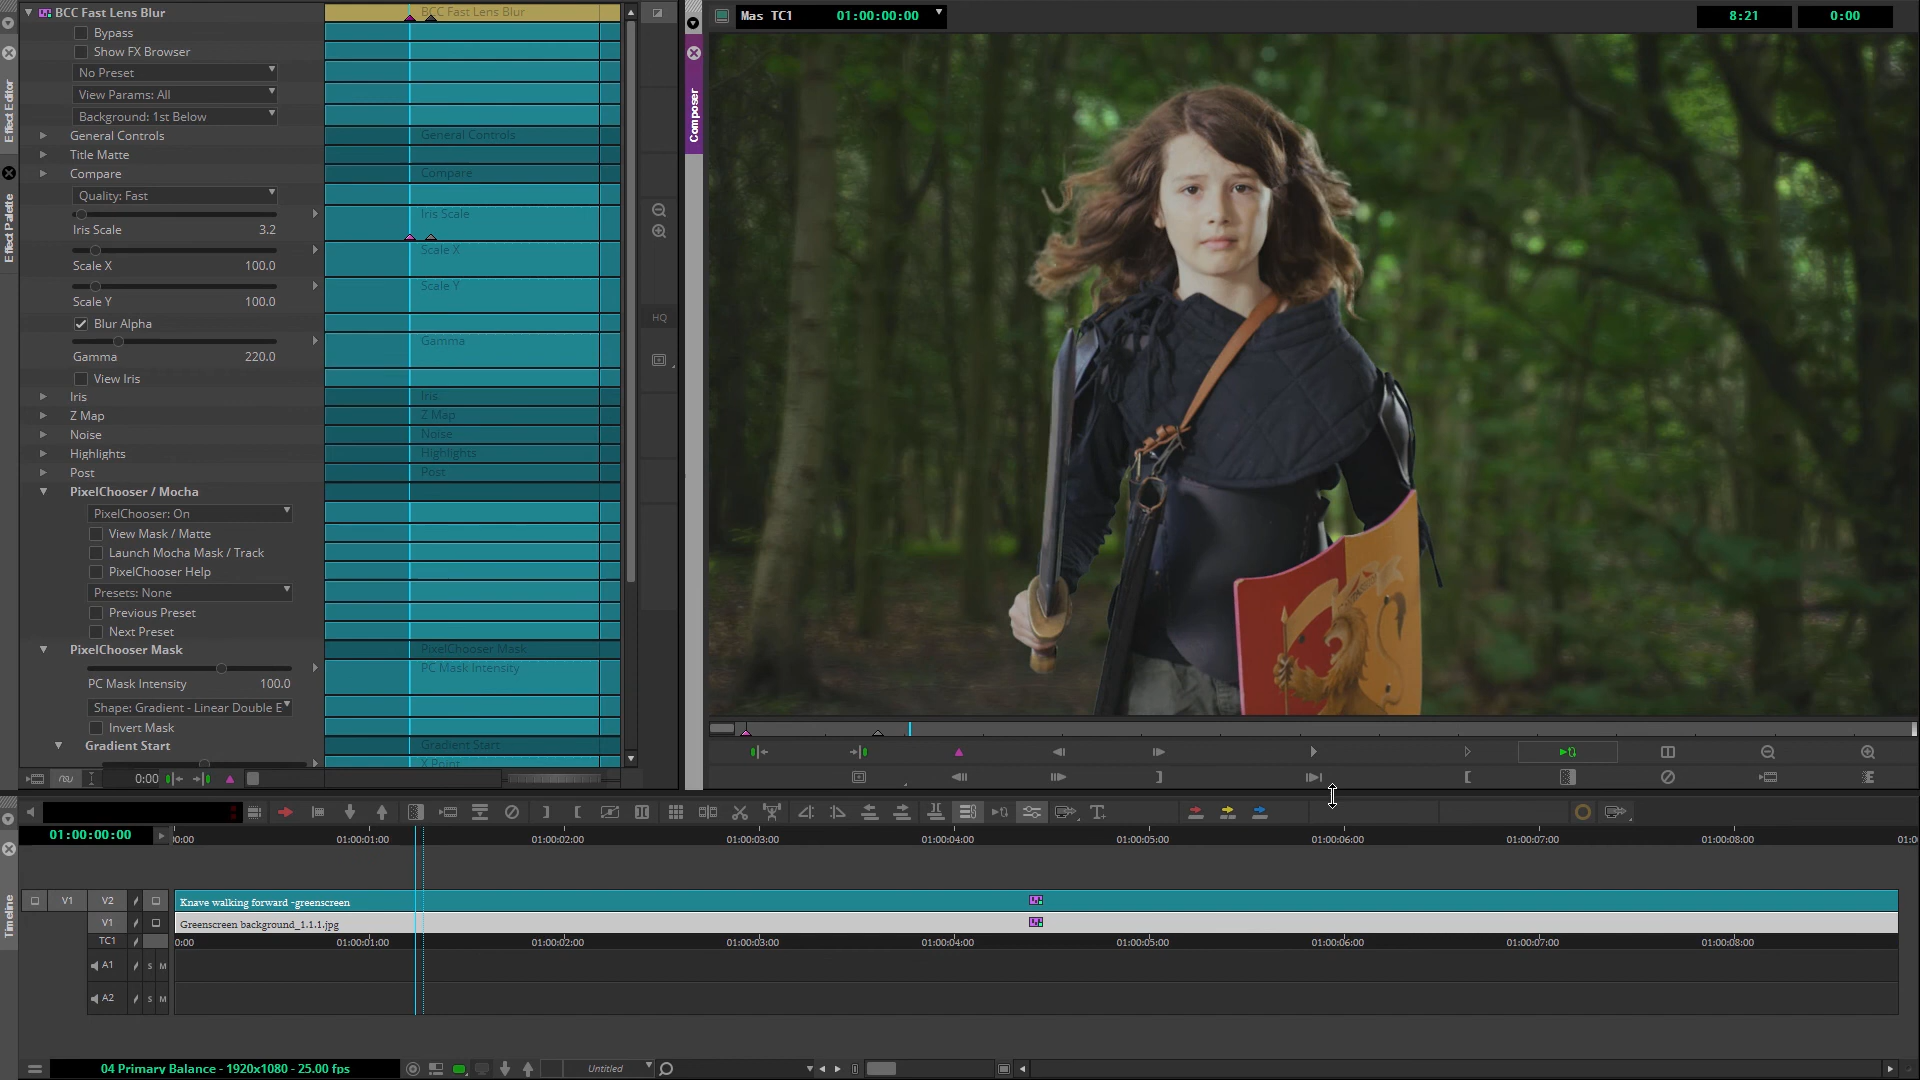 BCC Fast Lens Blur
BCC Fast Lens Blur
Mas TC1
01:00:00:00
8:21
0:00
Bypass
Show FX Browser
No Preset
View Params: All
Background: 1st Below
General Controls
General Controls
Title Matte
Compare
Compare
Quality: Fast
Iris Scale
Iris Scale
3.2
Scale X
Scale X
100.0
Scale Y
Scale Y
100.0
Blur Alpha
HQ
Gamma
Gamma
220.0
View Iris
Iris
Iris
Z Map
Z Map
Noise
Noise
Highlights
Highlights
Post
Post
PixelChooser / Mocha
PixelChooser: On
View Mask / Matte
Launch Mocha Mask / Track
PixelChooser Help
Presets: None
Previous Preset
Next Preset
PixelChooser Mask
PixelChooser Mask
PC Mask Intensity
PC Mask Intensity
100.0
Shape: Gradient - Linear Double E
Invert Mask
Gradient Start
Gradient Start
X Point
0:00
Effect Editor
Effect Palette
Composer
Timeline
01:00:00:00
0:00
01:00:01:00
01:00:02:00
01:00:03:00
01:00:04:00
01:00:05:00
01:00:06:00
01:00:07:00
01:00:08:00
01:0
V1
V2
Knave walking forward -greenscreen
V1
Greenscreen background_1.1.1.jpg
TC1
0:00
01:00:01:00
01:00:02:00
01:00:03:00
01:00:04:00
01:00:05:00
01:00:06:00
01:00:07:00
01:00:08:00
A1
S
M
A2
S
M
04 Primary Balance - 1920x1080 - 25.00 fps
Untitled